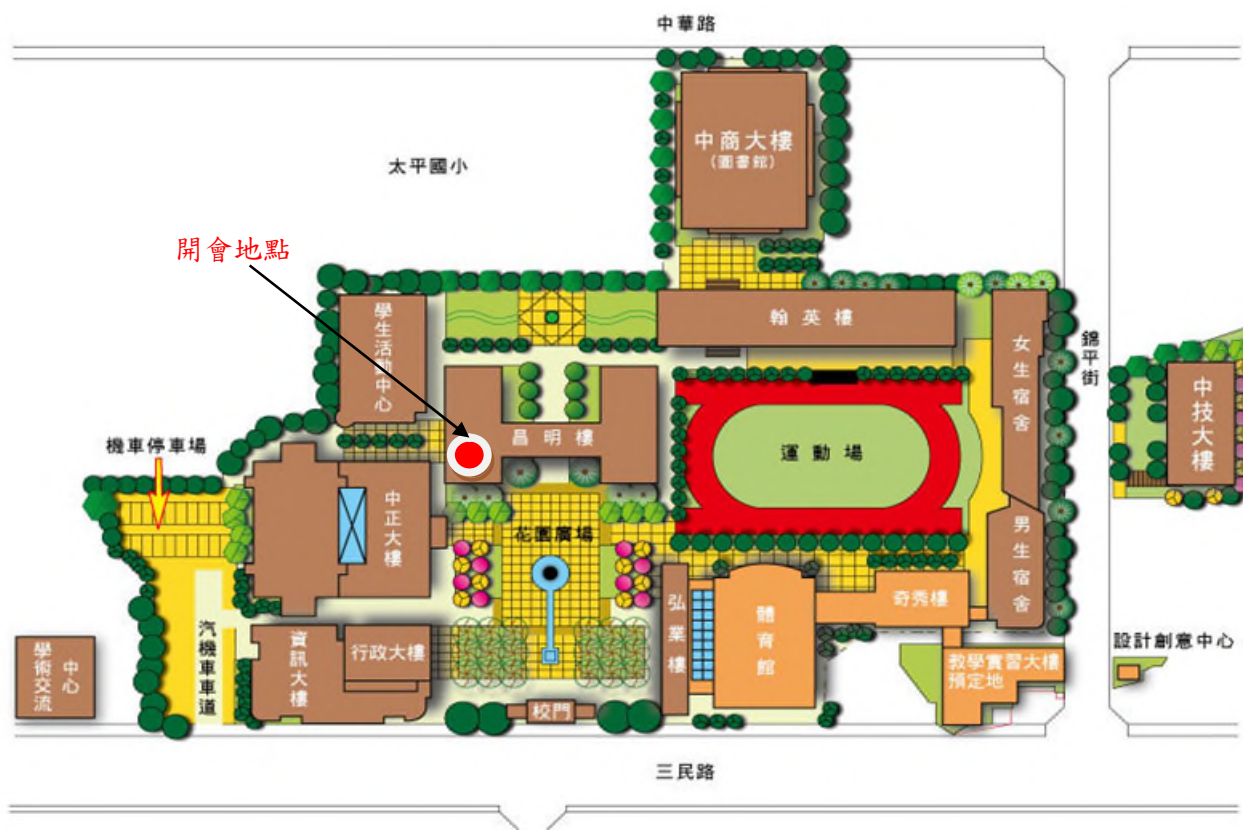 中華路
中商大樓
(圖書館)
太平國小
開會地點
學生活動中心
翰英樓
女生宿舍
錦平街
中技大樓
昌明樓
運動場
機車停車場
中正大樓
花園廣場
男生宿舍
弘業樓
體育館
奇秀樓
學術交流
中心
汽機車車道
資訊大樓
行政大樓
教學實習大樓
預定地
設計創意中心
校門
三民路